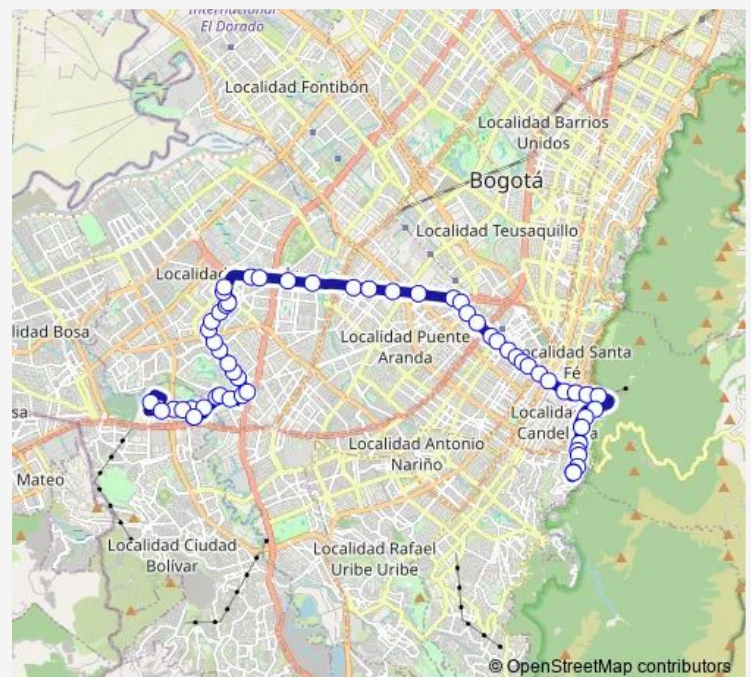 Internacional
El Dorado
Localidad Fontibón
Localidad Barrios
Unidos
Bogotá
Localidad Teusaquillo
Localidad
lidad Bosa
Localidad Puente
Aranda
ocalidad Santa
Fé
sa
Localida
Candel
a
Localidad Antonio
Nariño
Mateo
Localidad Ciudad
Bolívar
Localidad Rafael
Uribe Uribe
© OpenStreetMap contributors